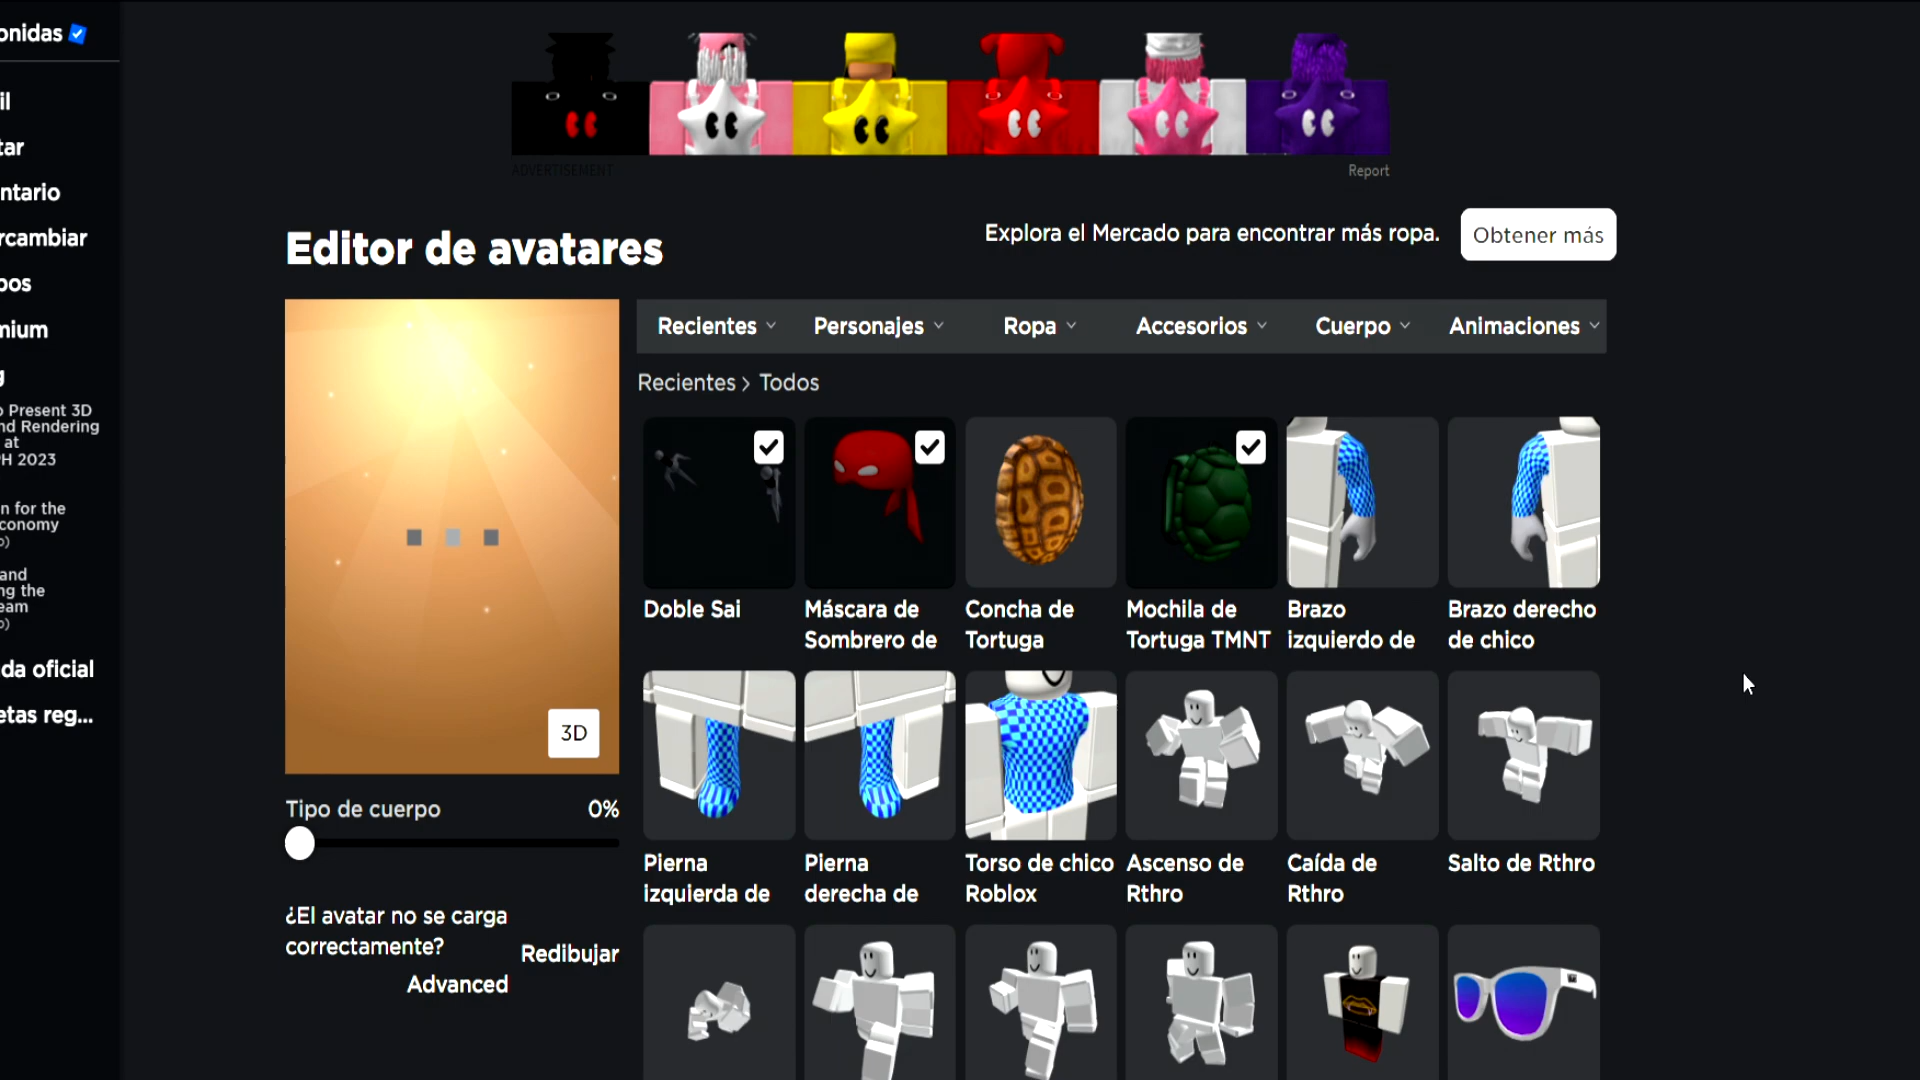 onidas
il
tar
ntario
rcambiar
pos
mium
g
o Present 3D
nd Rendering
at
H 2023
n for the
conomy
o)
and
ng the
eam
o)
da oficial
etas reg...
ADVERTISEMENT
Report
Editor de avatares
Explora el Mercado para encontrar más ropa.
Obtener más
3D
Tipo de cuerpo
0%
¿El avatar no se carga
correctamente?
Redibujar
Advanced
Recientes
Personajes
Ropa
Accesorios
Cuerpo
Animaciones
Recientes > Todos
Doble Sai
Máscara de
Sombrero de
Concha de
Tortuga
Mochila de
Tortuga TMNT
Brazo
izquierdo de
Brazo derecho
de chico
Pierna
izquierda de
Pierna
derecha de
Torso de chico
Roblox
Ascenso de
Rthro
Caída de
Rthro
Salto de Rthro